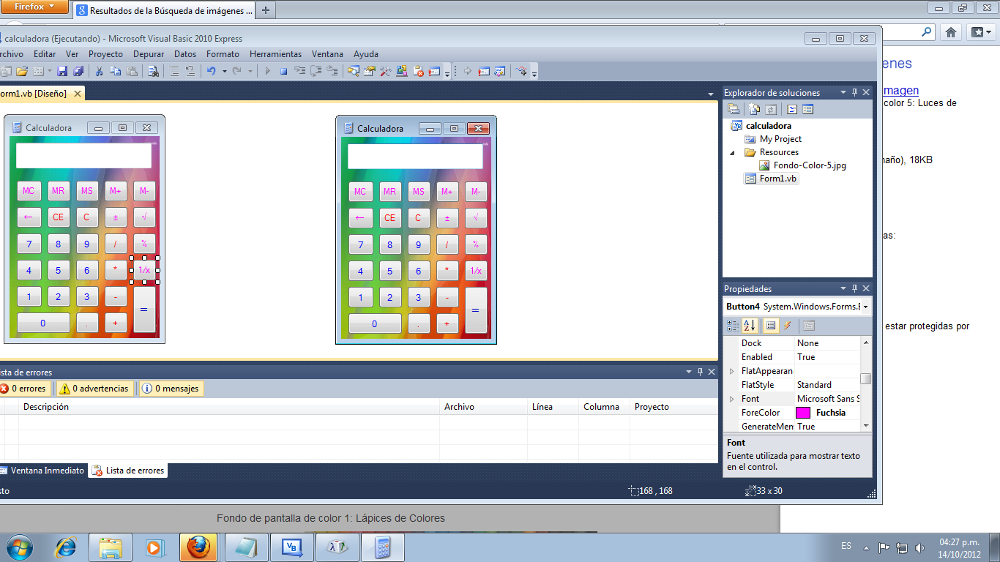 Firefox
Resultados de la Búsqueda de imágenes ...
calculadora (Ejecutando) - Microsoft Visual Basic 2010 Express
rchivo Editar Ver Proyecto Depurar Datos Formato Herramientas Ventana Ayuda
enes
orm1.vb [Diseño]
Explorador de soluciones
magen
color 5: Luces de
calculadora
My Project
Resources
Fondo-Color-5.jpg
Form1.vb
año), 18KB
as:
estar protegidas por
Calculadora
MC MR MS M+ M-
← CE C ± √
7 8 9 / %
4 5 6 * 1/x
1 2 3 - =
0 . +
Calculadora
MC MR MS M+ M-
← CE C ± √
7 8 9 / %
4 5 6 * 1/x
1 2 3 - =
0 . +
Propiedades
Button4 System.Windows.Forms.
Dock None
Enabled True
FlatAppearan
FlatStyle Standard
Font Microsoft Sans S
ForeColor Fuchsia
GenerateMem True
Font
Fuente utilizada para mostrar texto
en el control.
ista de errores
0 errores 0 advertencias 0 mensajes
Descripción Archivo Línea Columna Proyecto
Ventana Inmediato Lista de errores
sto 168 , 168 33 x 30
Fondo de pantalla de color 1: Lápices de Colores
ES
04:27 p.m.
14/10/2012